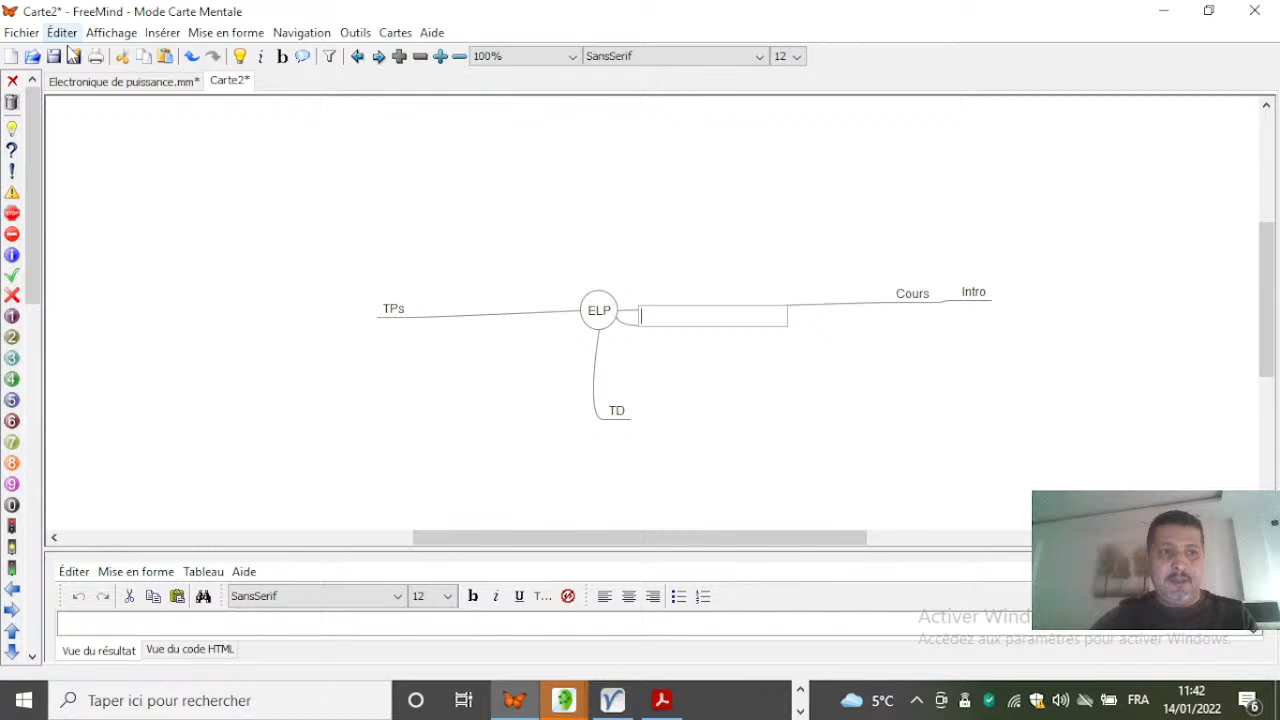 Carte2* - FreeMind - Mode Carte Mentale
Fichier Éditer Affichage Insérer Mise en forme Navigation Outils Cartes Aide
100% SansSerif 12
Electronique de puissance.mm* Carte2*
TPs ELP Cours Intro
TD
Éditer Mise en forme Tableau Aide
SansSerif 12 b i U T...
Activer Wind
Accédez aux paramètres pour activer Windows.
Vue du résultat Vue du code HTML
Taper ici pour rechercher 5°C FRA 11:42
14/01/2022 6